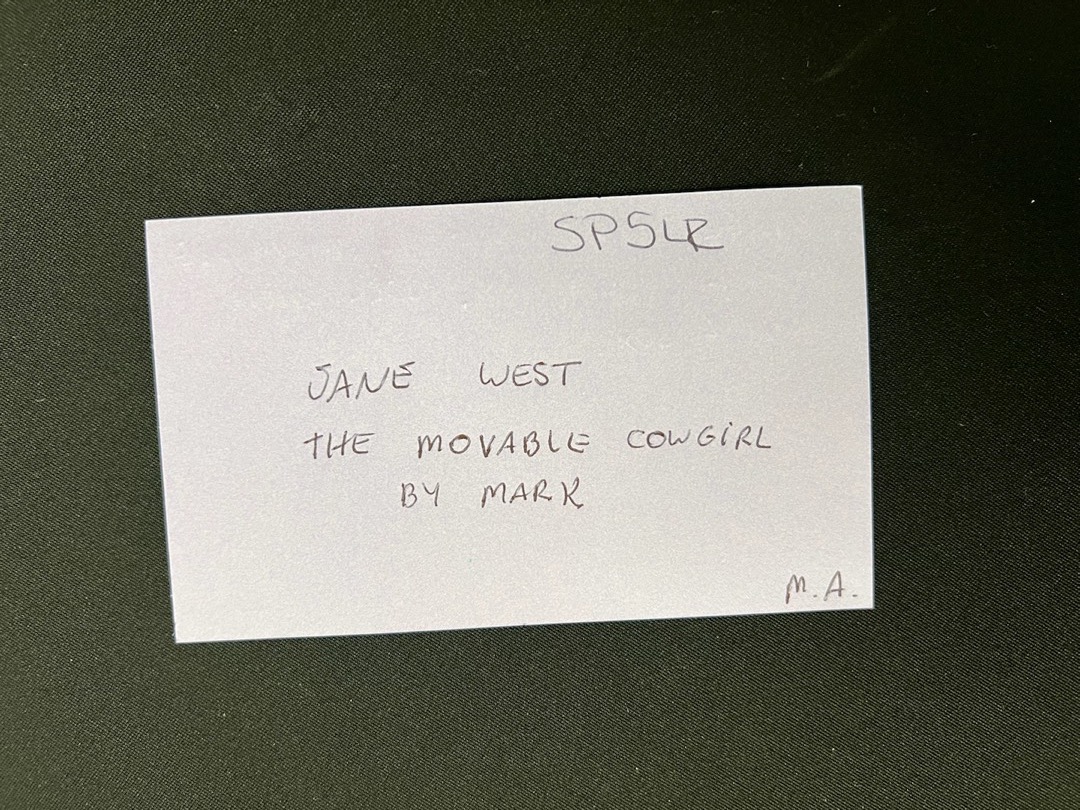 SP5LR
JANE WEST
THE MOVABLE COWGiRL
BY MARK
M.A.